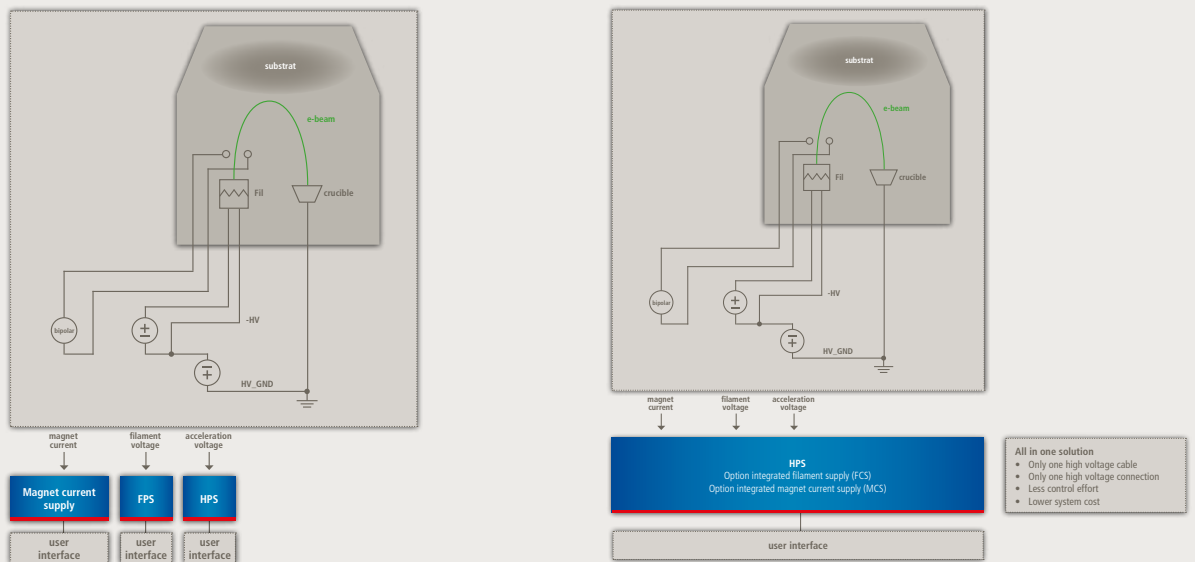 substrat
e-beam
Fil
crucible
bipolar
-HV
HV_GND
magnet
current
filament
voltage
acceleration
voltage
Magnet current
supply
FPS
HPS
user
interface
user
interface
user
interface
substrat
e-beam
Fil
crucible
bipolar
-HV
HV_GND
magnet
current
filament
voltage
acceleration
voltage
HPS
Option integrated filament supply (FCS)
Option integrated magnet current supply (MCS)
user interface
All in one solution
• Only one high voltage cable
• Only one high voltage connection
• Less control effort
• Lower system cost